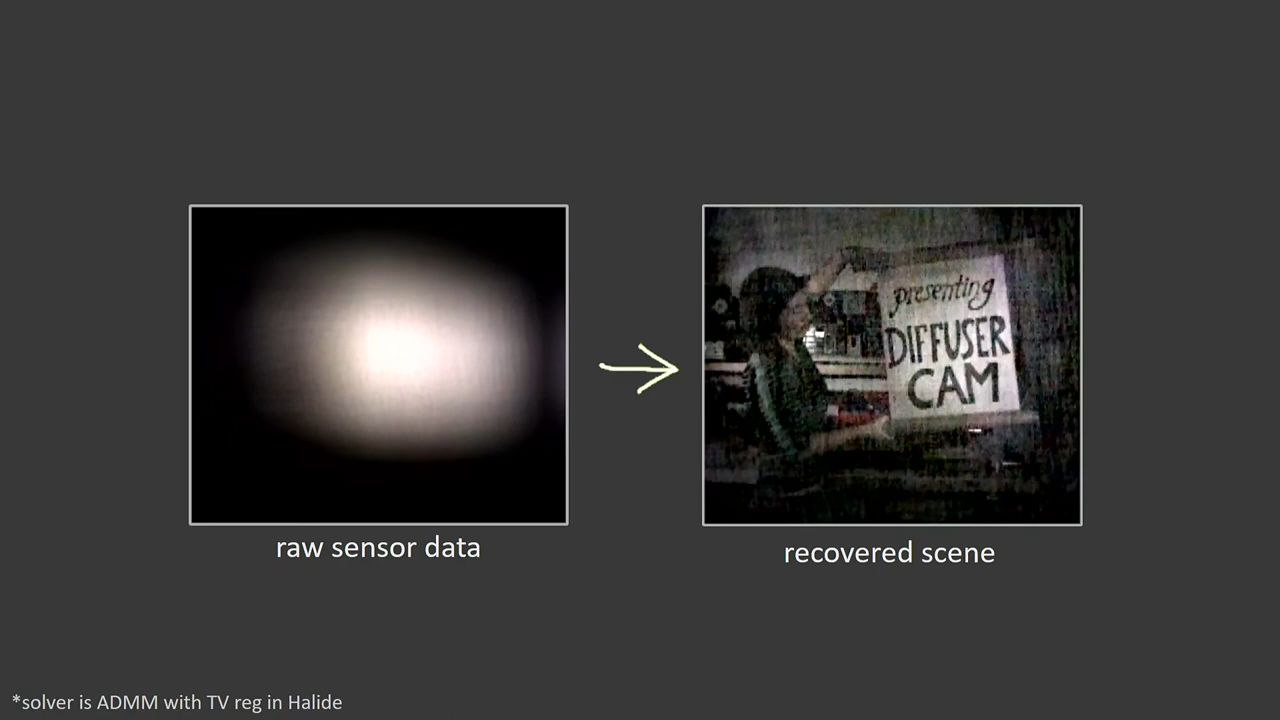 presenting
DIFFUSER
CAM
raw sensor data
recovered scene
*solver is ADMM with TV reg in Halide